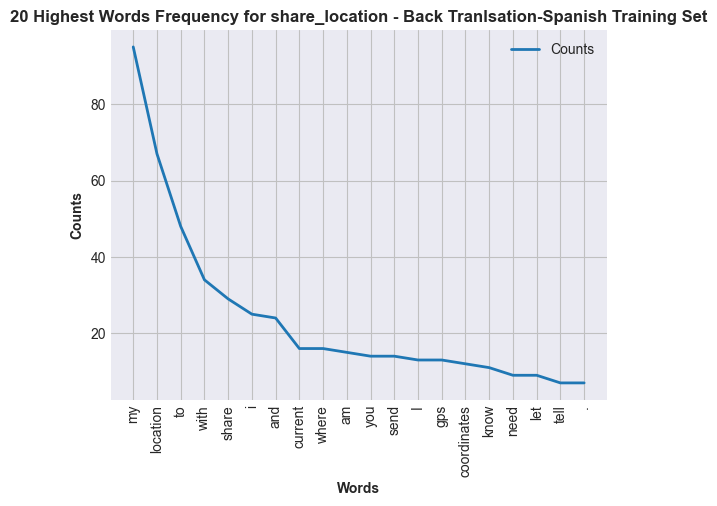 20 Highest Words Frequency for share_location - Back Tranlsation-Spanish Training Set
Counts
Counts
80
60
40
20
my
location
to
with
share
i
and
current
where
am
you
send
I
gps
coordinates
know
need
let
tell
.
Words